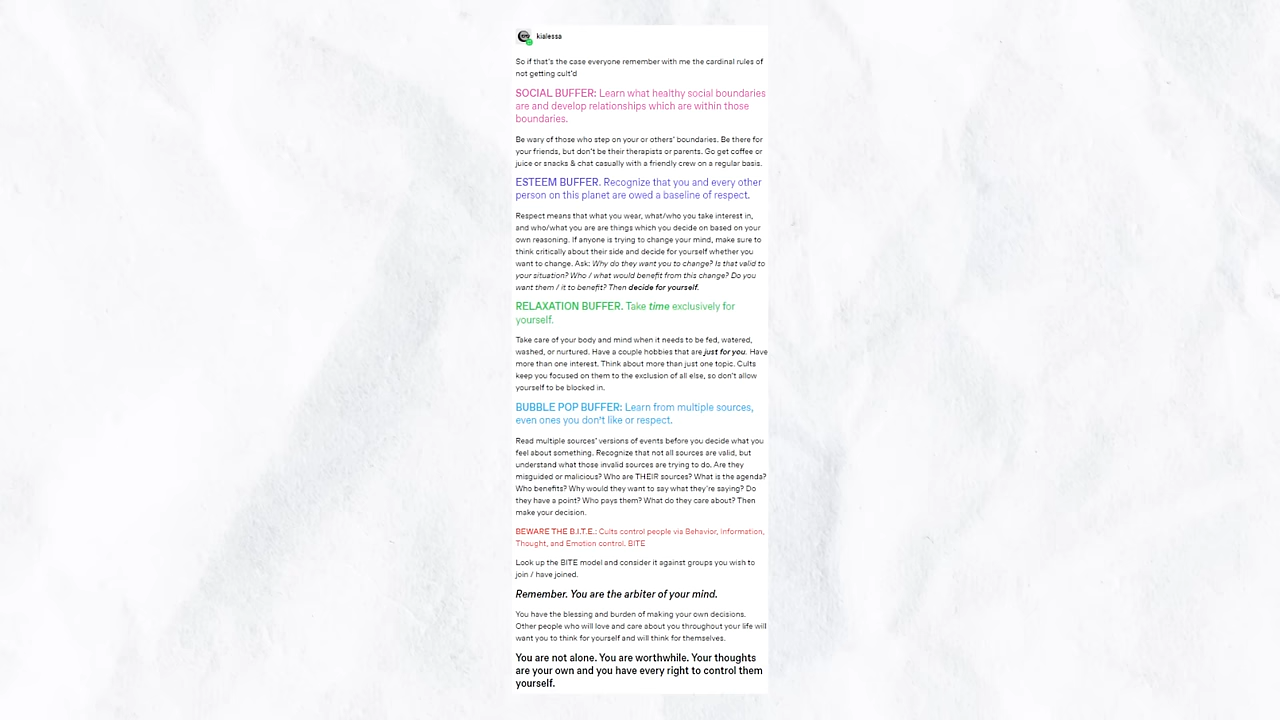 kialessa
So if that's the case everyone remember with me the cardinal rules of
not getting cult'd
SOCIAL BUFFER: Learn what healthy social boundaries
are and develop relationships which are within those
boundaries.
Be wary of those who step on your or others' boundaries. Be there for
your friends, but don't be their therapists or parents. Go get coffee or
juice or snacks & chat casually with a friendly crew on a regular basis.
ESTEEM BUFFER. Recognize that you and every other
person on this planet are owed a baseline of respect.
Respect means that what you wear, what/who you take interest in,
and who/what you are are things which you decide on based on your
own reasoning. If anyone is trying to change your mind, make sure to
think critically about their side and decide for yourself whether you
want to change. Ask: Why do they want you to change? Is that valid to
your situation? Who / what would benefit from this change? Do you
want them / it to benefit? Then decide for yourself.
RELAXATION BUFFER. Take time exclusively for
yourself.
Take care of your body and mind when it needs to be fed, watered,
washed, or nurtured. Have a couple hobbies that are just for you. Have
more than one interest. Think about more than just one topic. Cults
keep you focused on them to the exclusion of all else, so don't allow
yourself to be blocked in.
BUBBLE POP BUFFER: Learn from multiple sources,
even ones you don't like or respect.
Read multiple sources' versions of events before you decide what you
feel about something. Recognize that not all sources are valid, but
understand what those invalid sources are trying to do. Are they
misguided or malicious? Who are THEIR sources? What is the agenda?
Who benefits? Why would they want to say what they're saying? Do
they have a point? Who pays them? What do they care about? Then
make your decision.
BEWARE THE B.I.T.E.: Cults control people via Behavior, Information,
Thought, and Emotion control. BITE
Look up the BITE model and consider it against groups you wish to
join / have joined.
Remember. You are the arbiter of your mind.
You have the blessing and burden of making your own decisions.
Other people who will love and care about you throughout your life will
want you to think for yourself and will think for themselves.
You are not alone. You are worthwhile. Your thoughts
are your own and you have every right to control them
yourself.